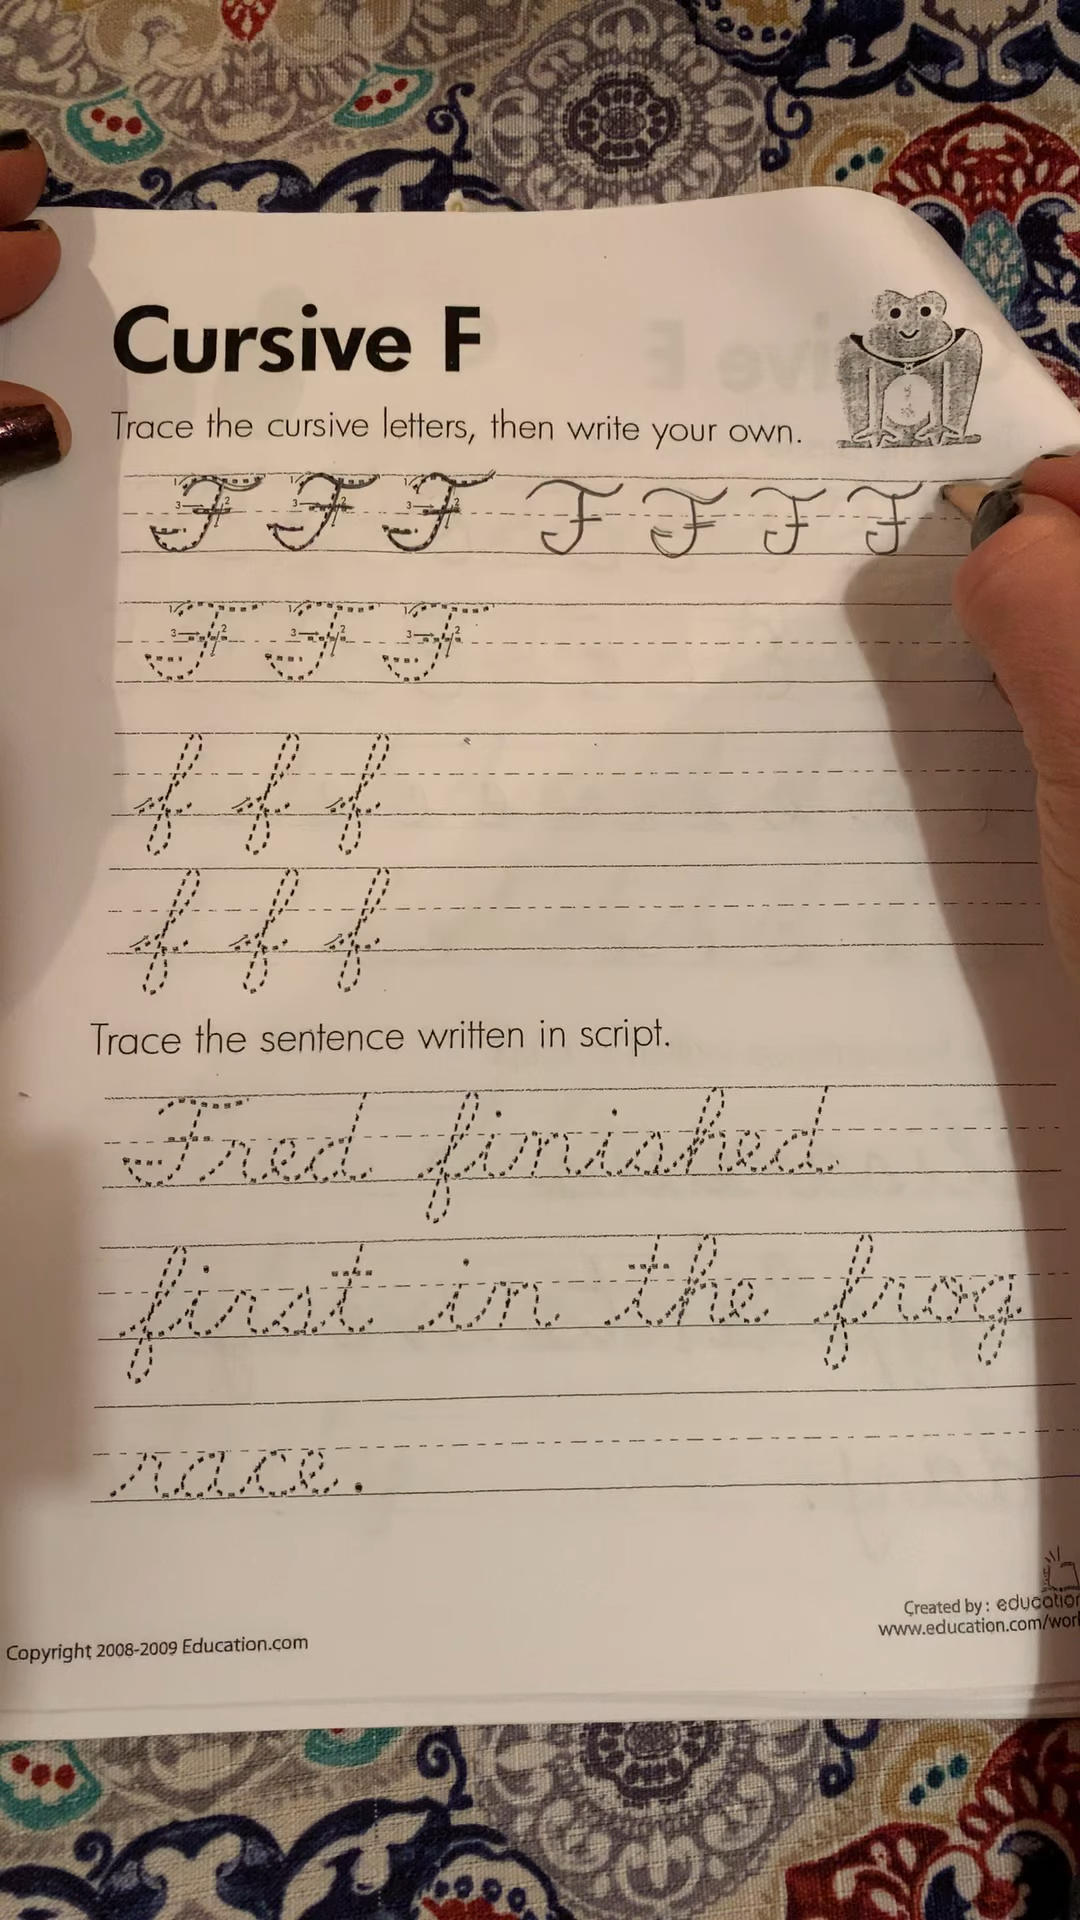 Cursive F
Trace the cursive letters, then write your own.
F F F F F F F
F F F
f f f
f f f
Trace the sentence written in script.
Fred finished
first in the frog
race.
Created by: education
www.education.com/wor
Copyright 2008-2009 Education.com